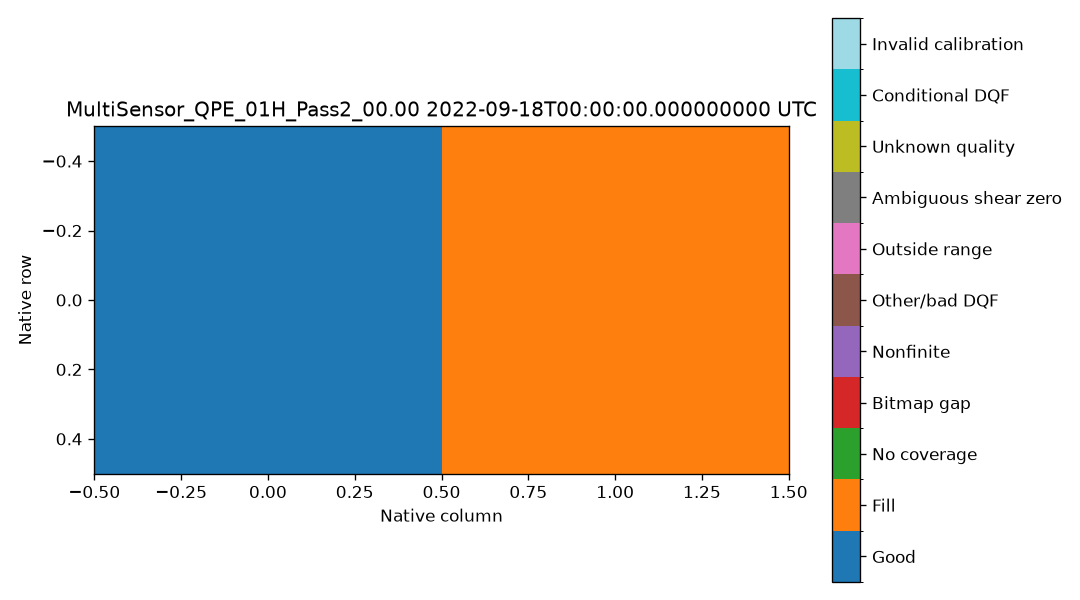 MultiSensor_QPE_01H_Pass2_00.00 2022-09-18T00:00:00.000000000 UTC
Native row
−0.4
−0.2
0.0
0.2
0.4
−0.50 −0.25 0.00 0.25 0.50 0.75 1.00 1.25 1.50
Native column
Invalid calibration
Conditional DQF
Unknown quality
Ambiguous shear zero
Outside range
Other/bad DQF
Nonfinite
Bitmap gap
No coverage
Fill
Good